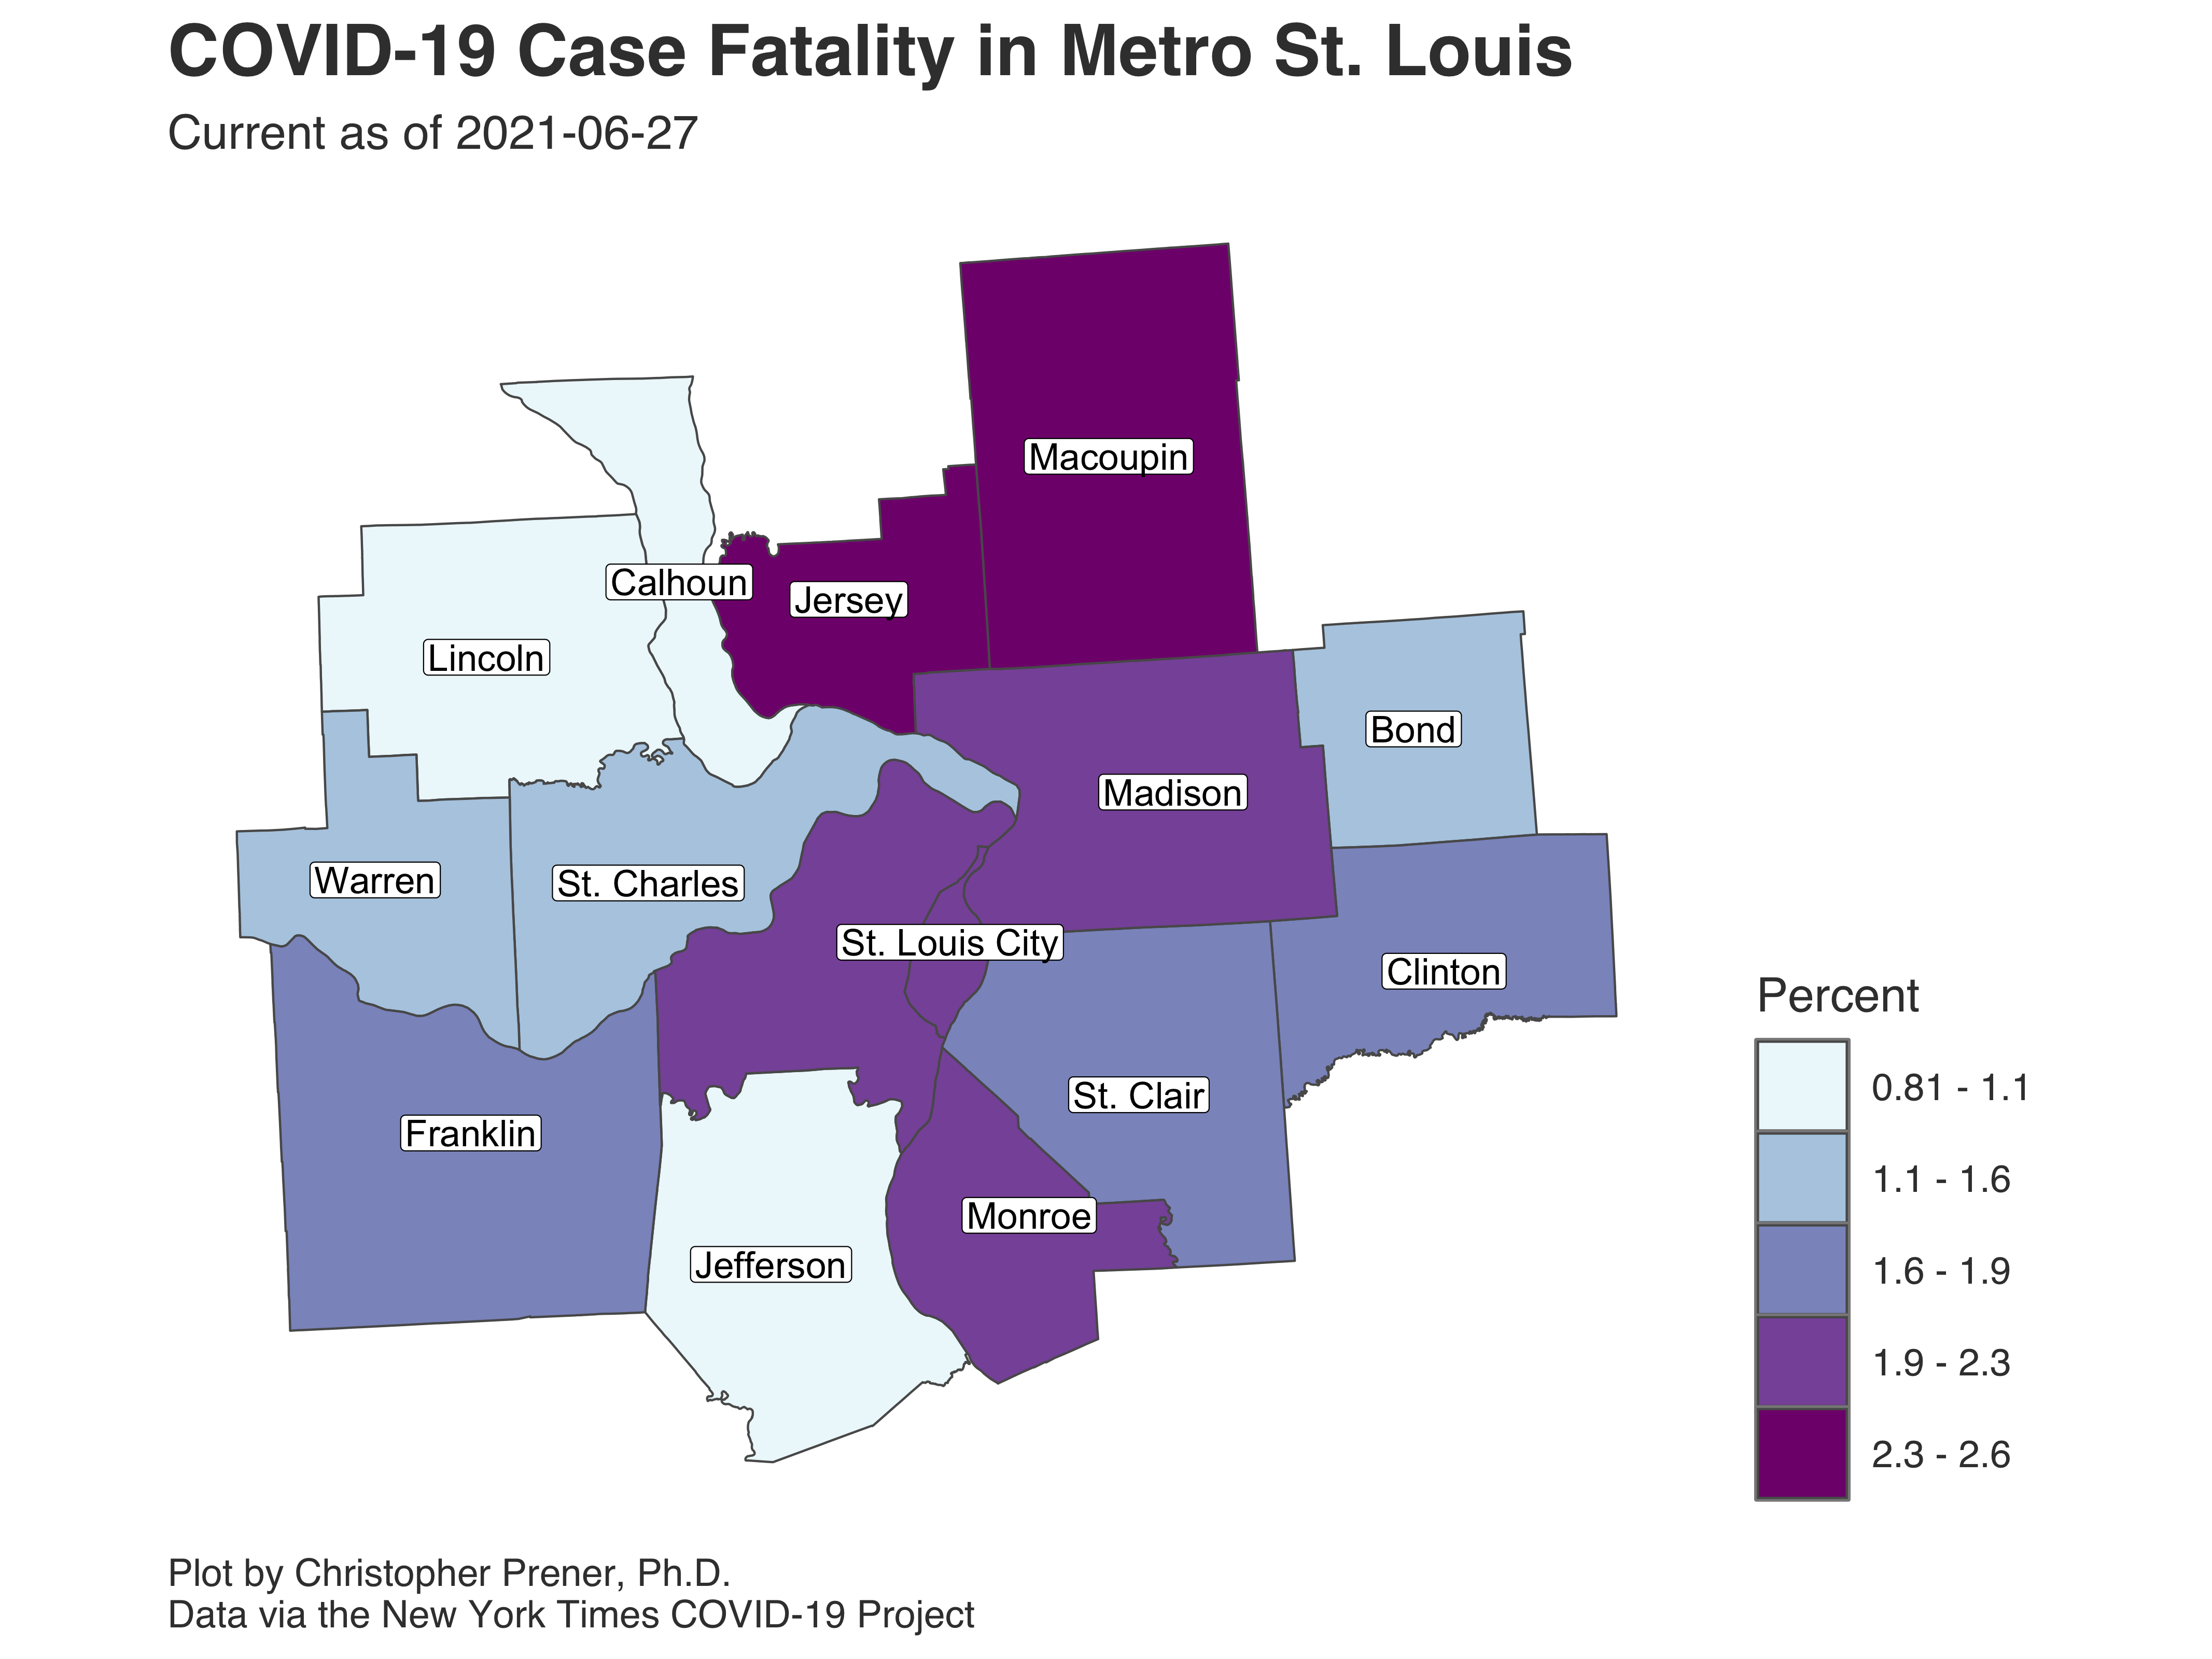 COVID-19 Case Fatality in Metro St. Louis
Current as of 2021-06-27
Macoupin
Calhoun
Jersey
Lincoln
Bond
Madison
Warren
St. Charles
St. Louis City
Clinton
St. Clair
Franklin
Monroe
Jefferson
Percent
0.81 - 1.1
1.1 - 1.6
1.6 - 1.9
1.9 - 2.3
2.3 - 2.6
Plot by Christopher Prener, Ph.D.
Data via the New York Times COVID-19 Project